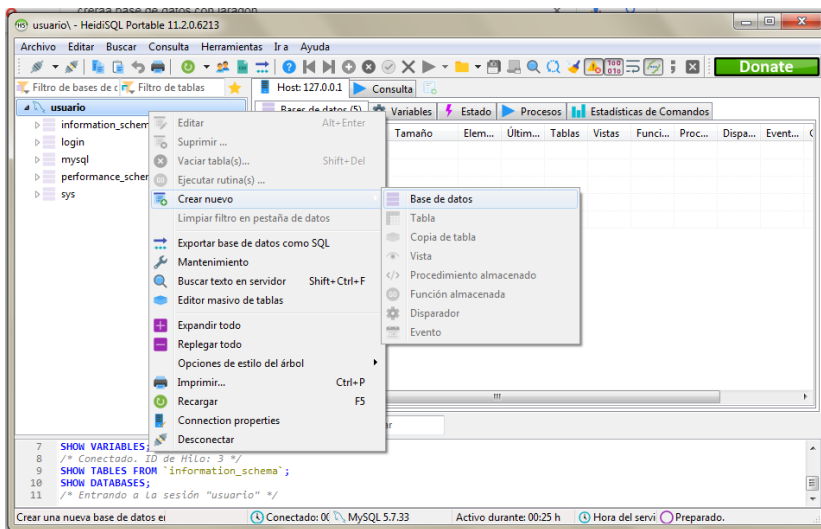 creraa base de datos con laragon
usuario\ - HeidiSQL Portable 11.2.0.6213
Archivo Editar Buscar Consulta Herramientas Ir a Ayuda
Donate
Filtro de bases de Filtro de tablas
Host: 127.0.0.1 Consulta
usuario
information_schem
login
mysql
performance_scher
sys
Bases de datos (5) Variables Estado Procesos Estadísticas de Comandos
Tamaño Elem... Últim... Tablas Vistas Funci... Proc... Dispa... Event...
Editar Alt+Enter
Suprimir ...
Vaciar tabla(s)... Shift+Del
Ejecutar rutina(s) ...
Crear nuevo
Limpiar filtro en pestaña de datos
Exportar base de datos como SQL
Mantenimiento
Buscar texto en servidor Shift+Ctrl+F
Editor masivo de tablas
Expandir todo
Replegar todo
Opciones de estilo del árbol
Imprimir... Ctrl+P
Recargar F5
Connection properties
Desconectar
Base de datos
Tabla
Copia de tabla
Vista
Procedimiento almacenado
Función almacenada
Disparador
Evento
7 SHOW VARIABLES;
8 /* Conectado. ID de Hilo: 3 */
9 SHOW TABLES FROM `information_schema`;
10 SHOW DATABASES;
11 /* Entrando a la sesión "usuario" */
Crear una nueva base de datos e Conectado: 0 MySQL 5.7.33 Activo durante: 00:25 h Hora del servi Preparado.